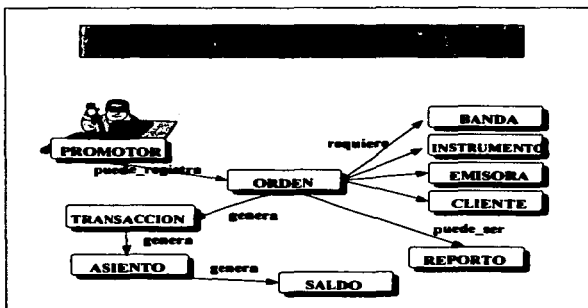 BANDA
requiere
INSTRUMENTO
PROMOTOR
puede_registra
EMISORA
ORDEN
CLIENTE
TRANSACCION
genera
puede_ser
genera
REPORTO
ASIENTO
genera
SALDO